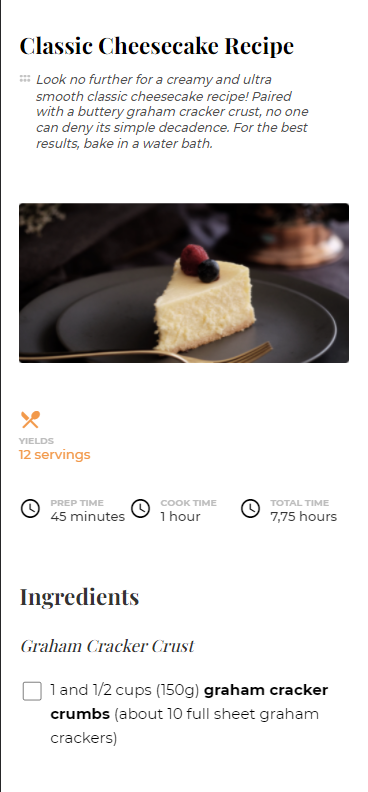 Classic Cheesecake Recipe
Look no further for a creamy and ultra
smooth classic cheesecake recipe! Paired
with a buttery graham cracker crust, no one
can deny its simple decadence. For the best
results, bake in a water bath.
YIELDS
12 servings
PREP TIME
45 minutes
COOK TIME
1 hour
TOTAL TIME
7,75 hours
Ingredients
Graham Cracker Crust
1 and 1/2 cups (150g) graham cracker
crumbs (about 10 full sheet graham
crackers)